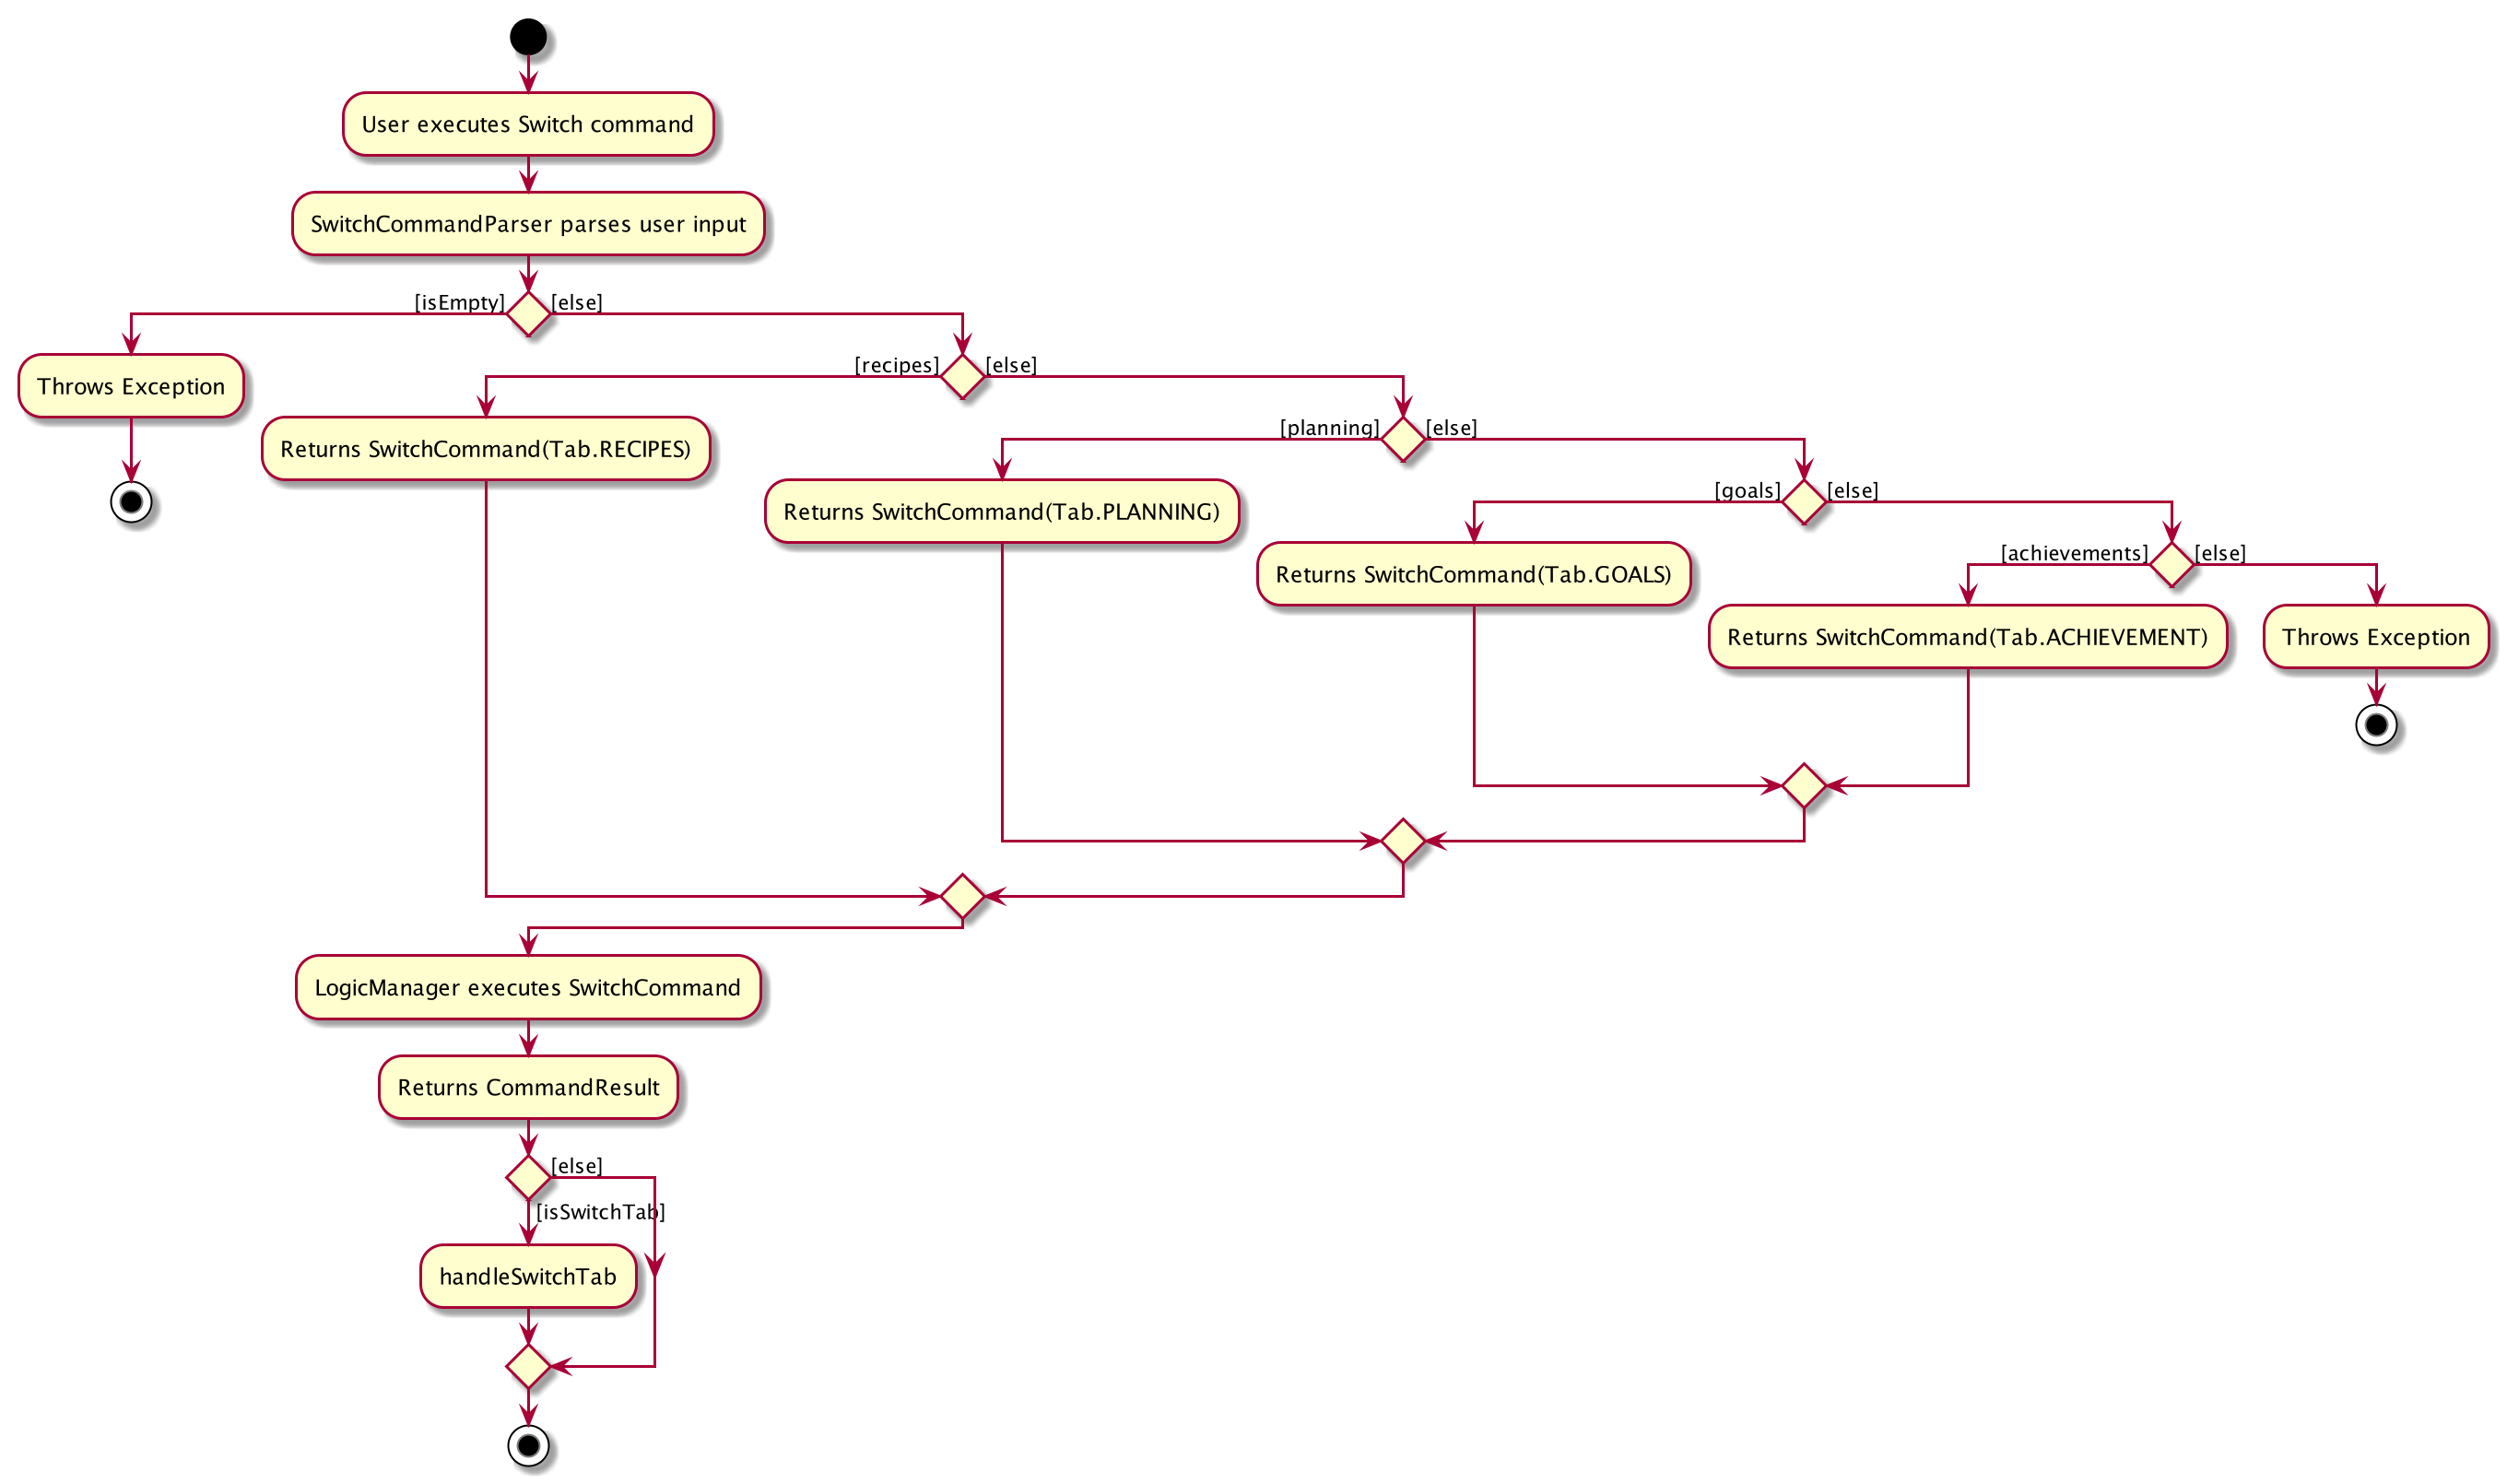 User executes Switch command
SwitchCommandParser parses user input
[isEmpty]
[else]
Throws Exception
[recipes]
[else]
Returns SwitchCommand(Tab.RECIPES)
[planning]
[else]
Returns SwitchCommand(Tab.PLANNING)
[goals]
[else]
Returns SwitchCommand(Tab.GOALS)
[achievements]
[else]
Returns SwitchCommand(Tab.ACHIEVEMENT)
Throws Exception
LogicManager executes SwitchCommand
Returns CommandResult
[else]
[isSwitchTab]
handleSwitchTab